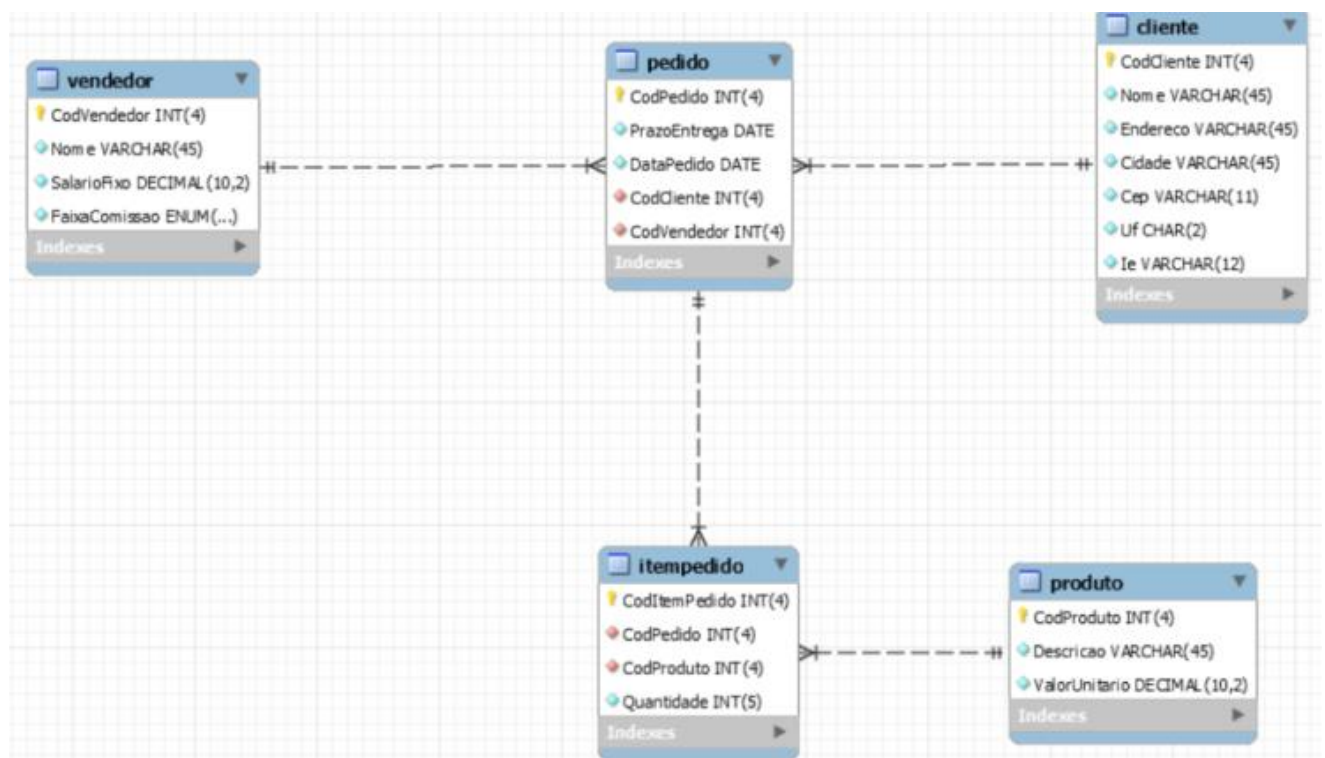 vendedor
CodVendedor INT(4)
Nome VARCHAR(45)
SalarioFixo DECIMAL(10,2)
FaixaComissao ENUM(...)
Indexes
pedido
CodPedido INT(4)
PrazoEntrega DATE
DataPedido DATE
CodCliente INT(4)
CodVendedor INT(4)
Indexes
cliente
CodCliente INT(4)
Nome VARCHAR(45)
Endereco VARCHAR(45)
Cidade VARCHAR(45)
Cep VARCHAR(11)
Uf CHAR(2)
Ie VARCHAR(12)
Indexes
itempedido
CodItemPedido INT(4)
CodPedido INT(4)
CodProduto INT(4)
Quantidade INT(5)
Indexes
produto
CodProduto INT(4)
Descricao VARCHAR(45)
ValorUnitario DECIMAL(10,2)
Indexes